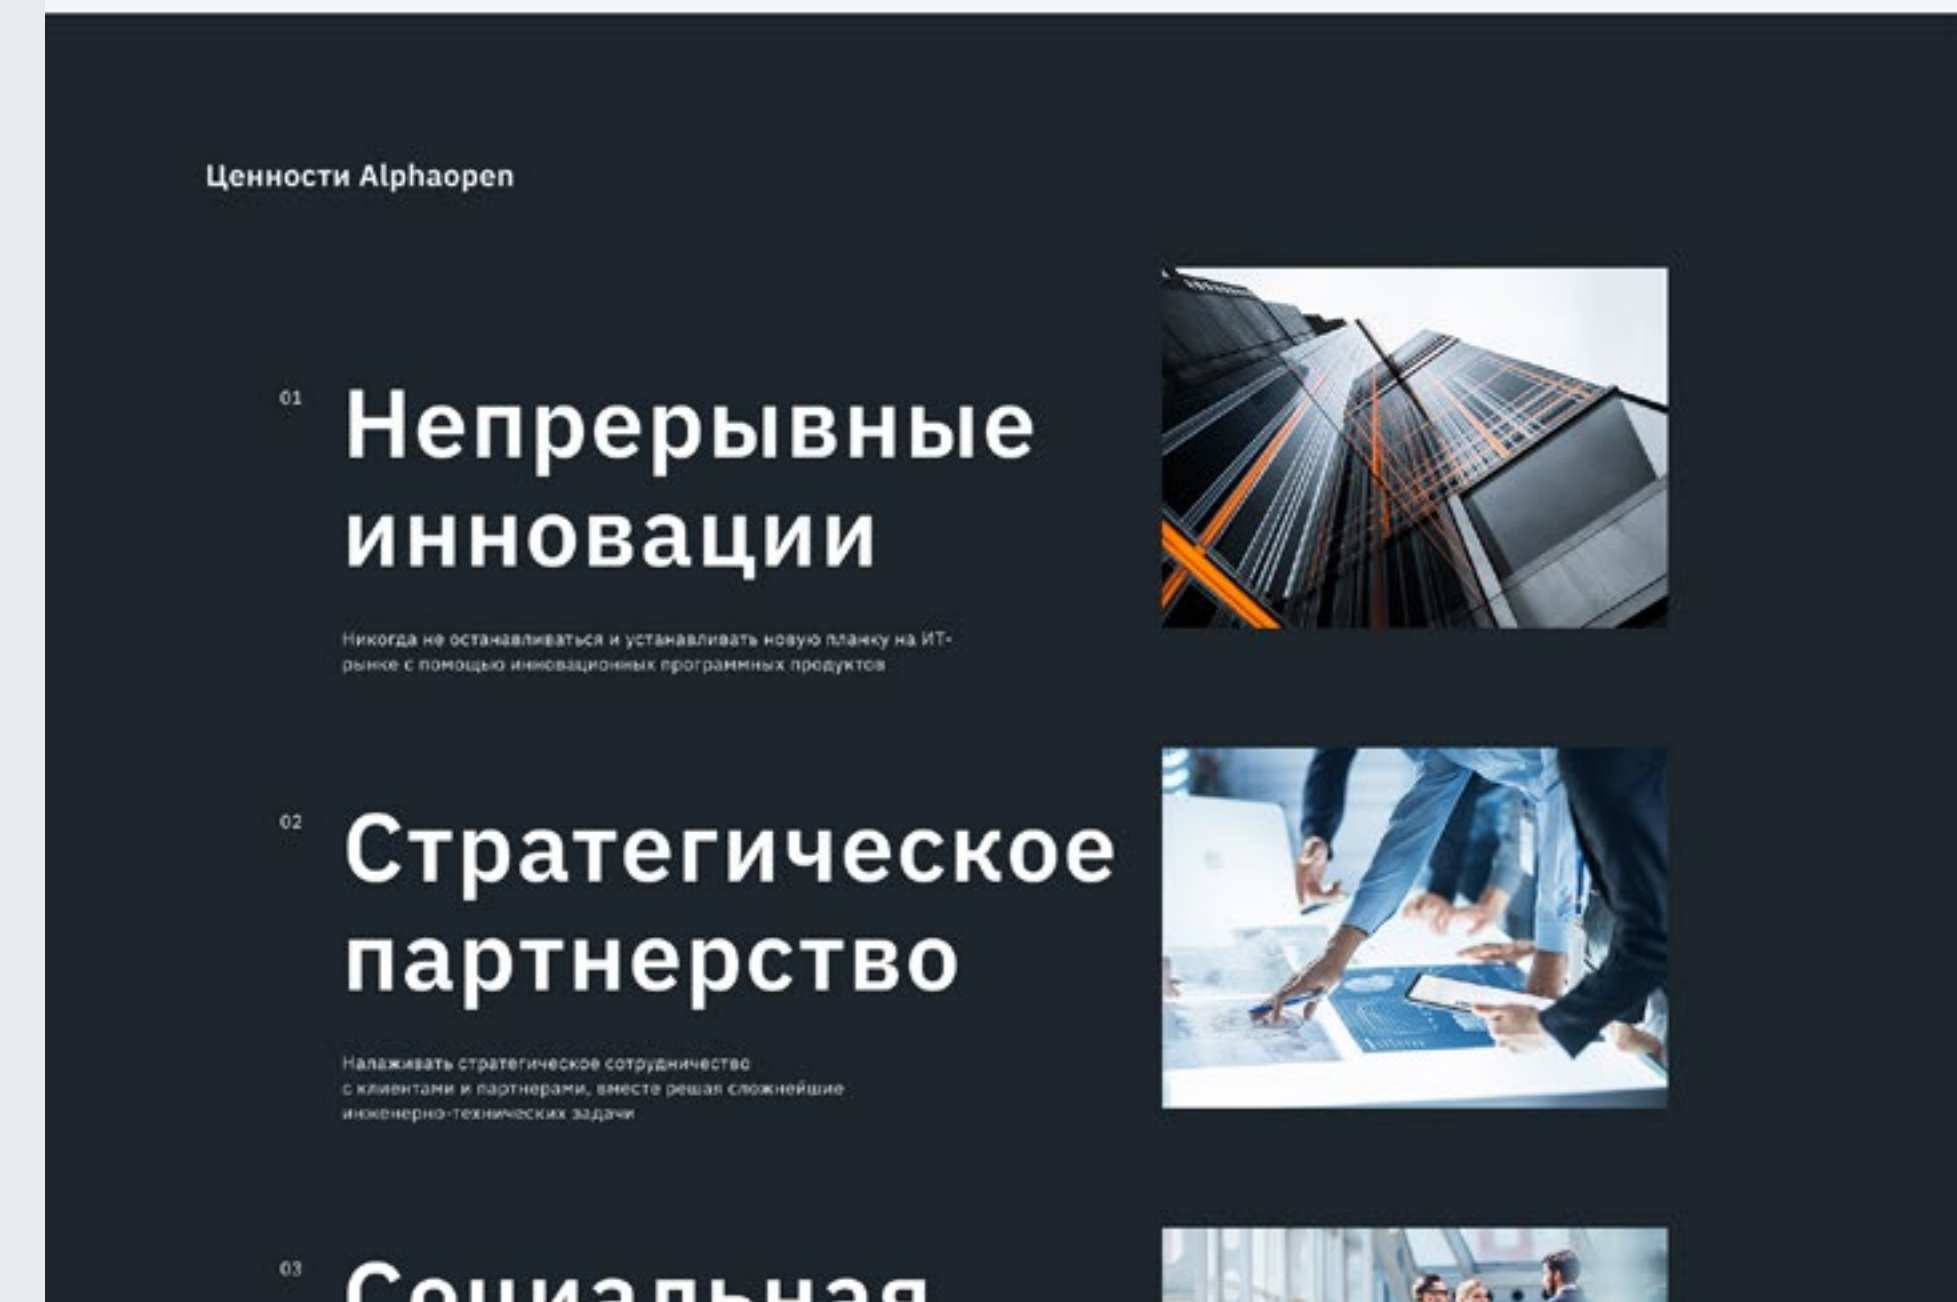 Ценности Alphaopen
01
Непрерывные
инновации
Никогда не останавливаться и устанавливать новую планку на ИТ-
рынке с помощью инновационных программных продуктов
02
Стратегическое
партнерство
Налаживать стратегическое сотрудничество
с клиентами и партнерами, вместе решая сложнейшие
инженерно-технических задачи
03
Социальная